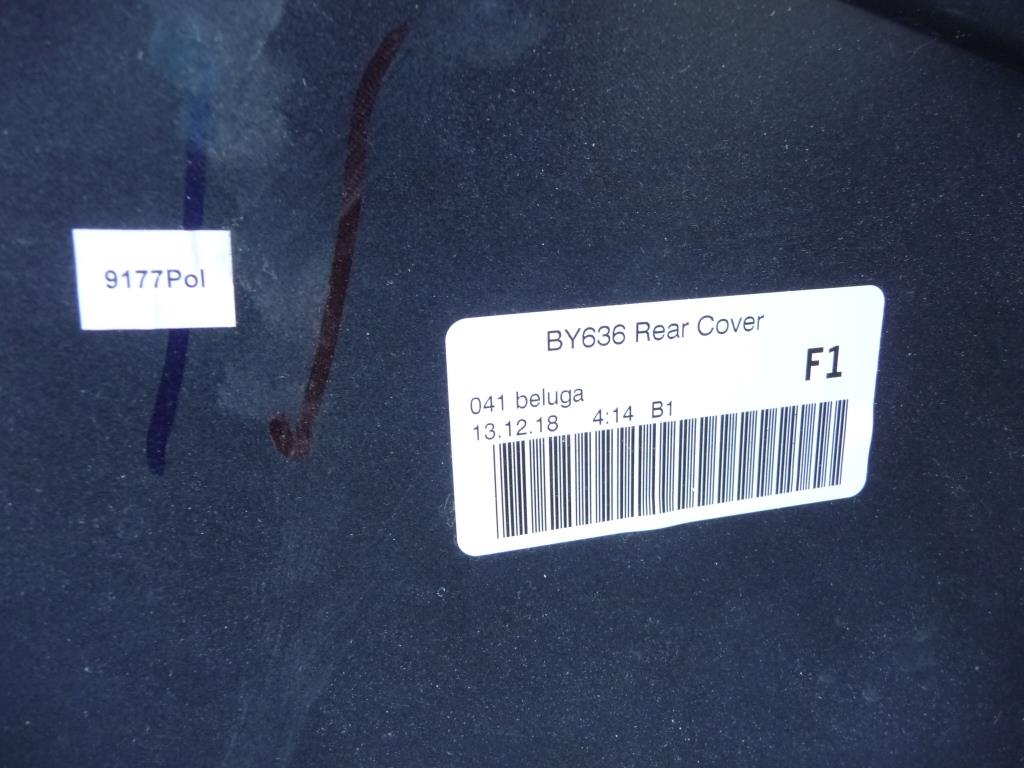 9177Pol
BY636 Rear Cover
F1
041 beluga
13.12.18 4:14 B1